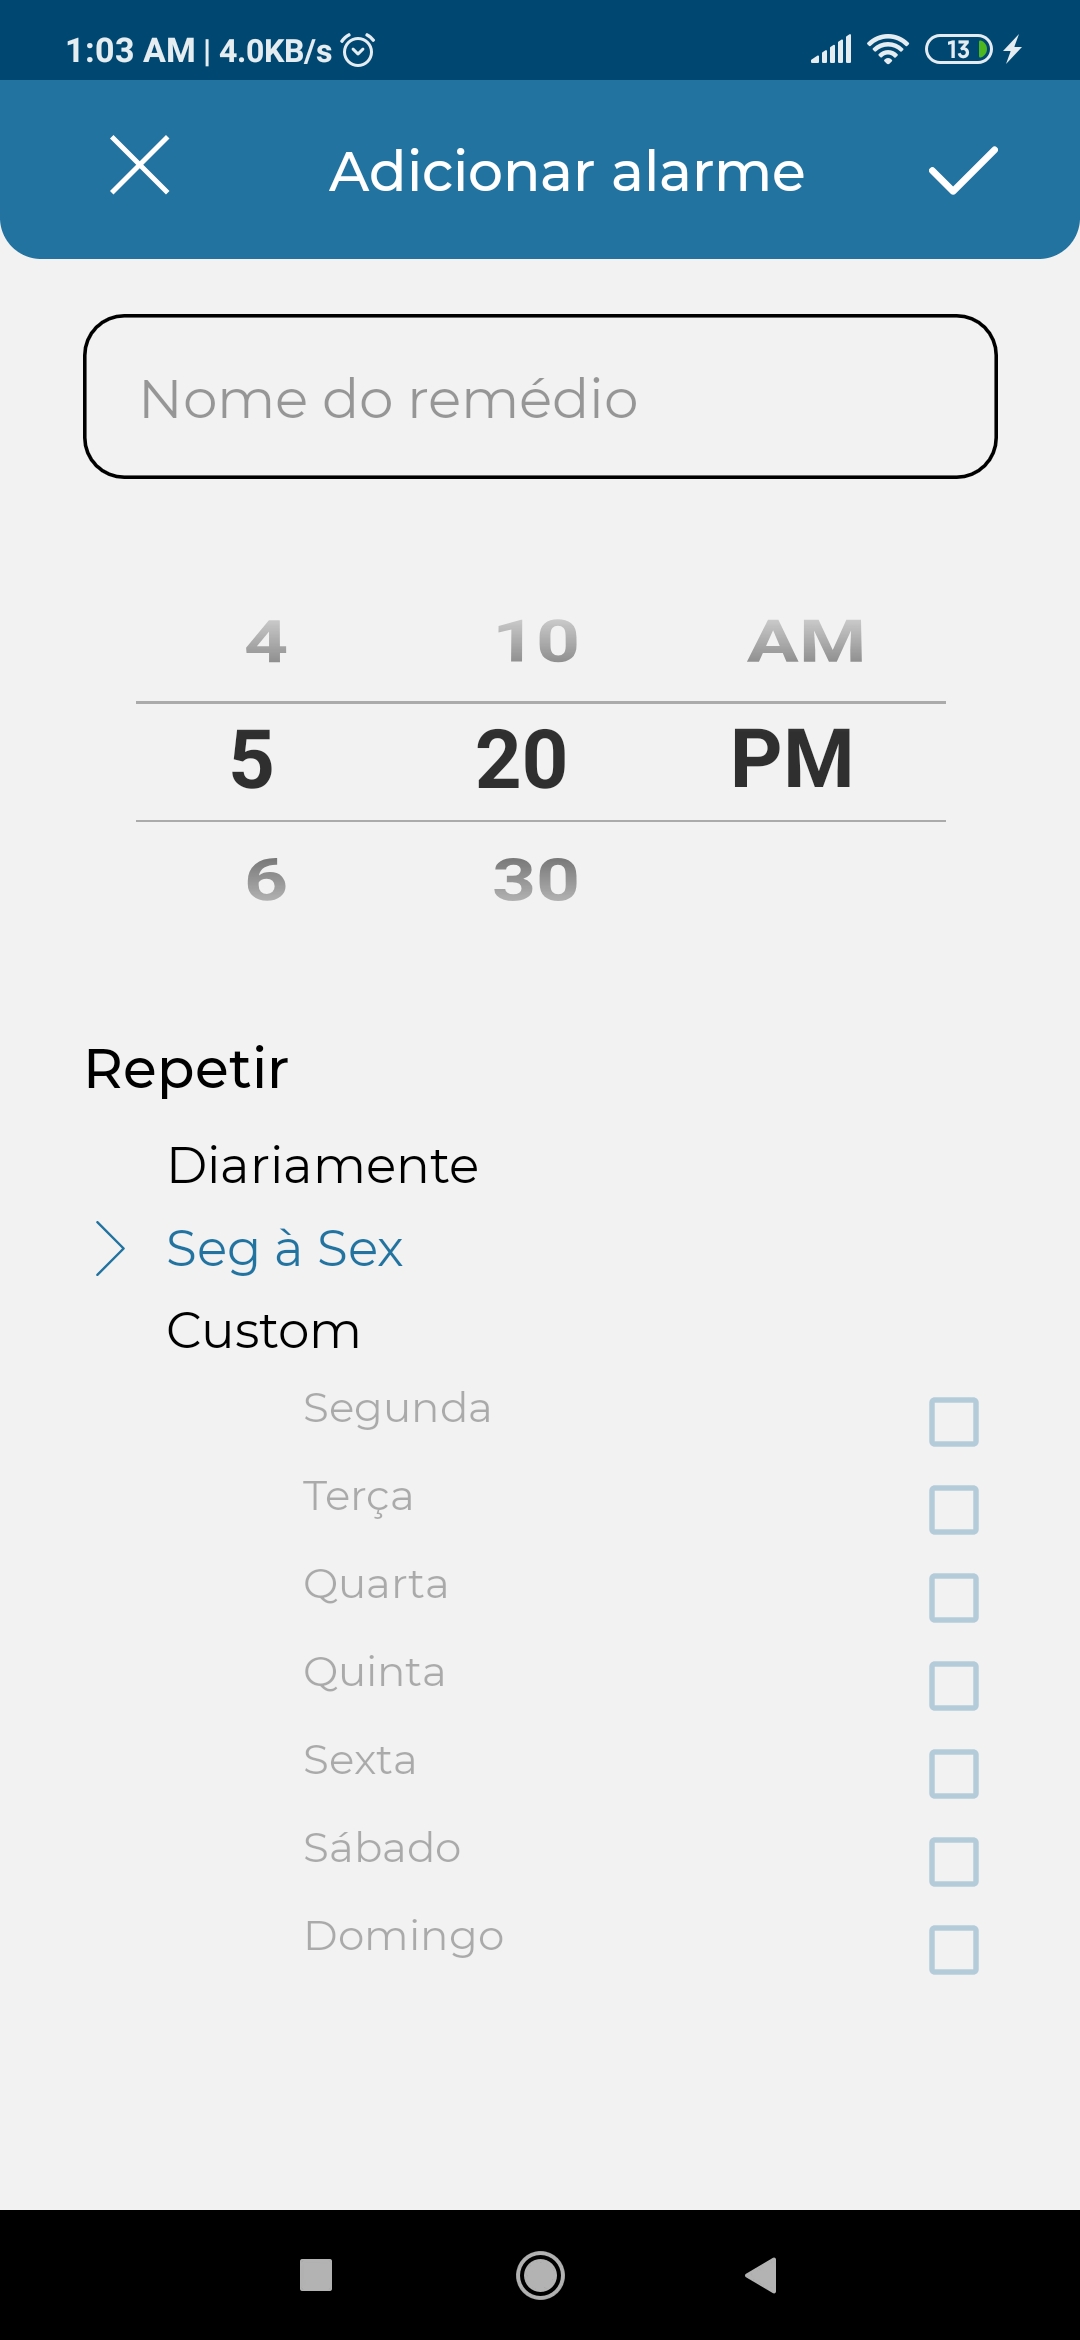 1:03 AM | 4.0KB/s 13
Adicionar alarme
Nome do remédio
4 10 AM
5 20 PM
6 30
Repetir
Diariamente
Seg à Sex
Custom
Segunda
Terça
Quarta
Quinta
Sexta
Sábado
Domingo